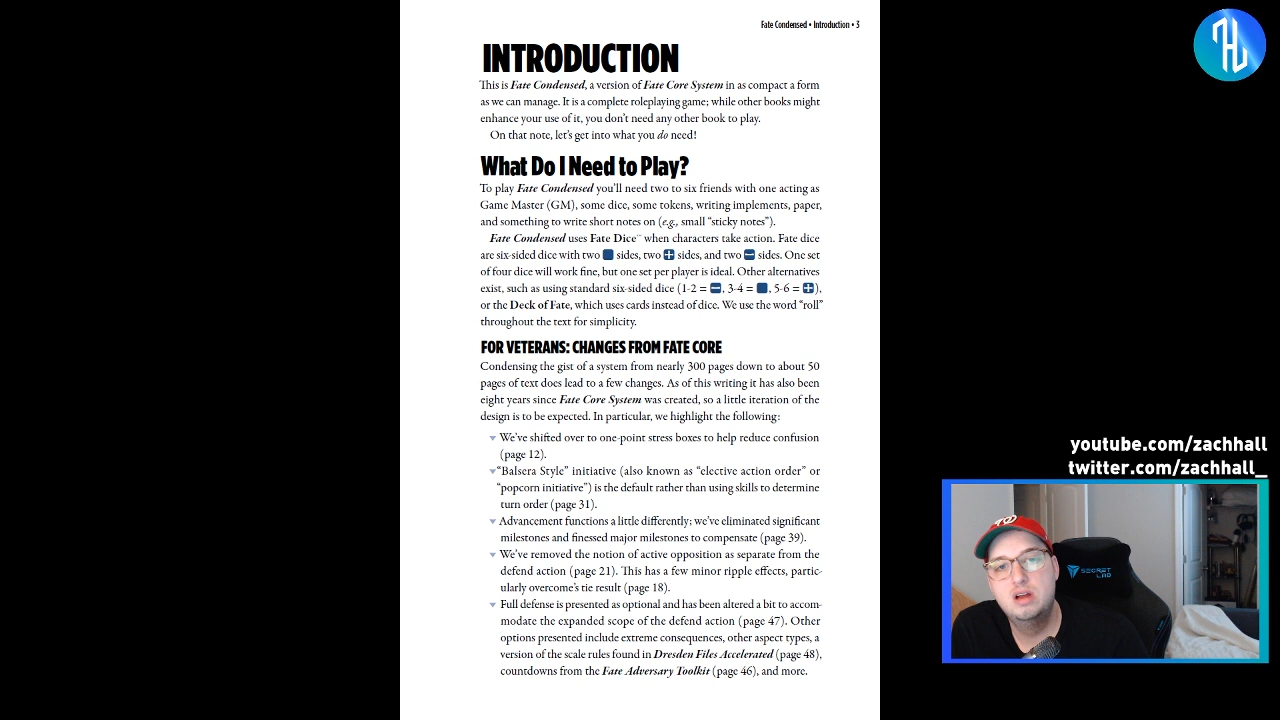 Fate Condensed • Introduction • 3
INTRODUCTION
This is Fate Condensed, a version of Fate Core System in as compact a form
as we can manage. It is a complete roleplaying game; while other books might
enhance your use of it, you don't need any other book to play.
On that note, let's get into what you do need!
What Do I Need to Play?
To play Fate Condensed you'll need two to six friends with one acting as
Game Master (GM), some dice, some tokens, writing implements, paper,
and something to write short notes on (e.g., small “sticky notes”).
Fate Condensed uses Fate Dice™ when characters take action. Fate dice
are six-sided dice with two sides, two + sides, and two − sides. One set
of four dice will work fine, but one set per player is ideal. Other alternatives
exist, such as using standard six-sided dice (1-2 = −, 3-4 = , 5-6 = +),
or the Deck of Fate, which uses cards instead of dice. We use the word “roll”
throughout the text for simplicity.
FOR VETERANS: CHANGES FROM FATE CORE
Condensing the gist of a system from nearly 300 pages down to about 50
pages of text does lead to a few changes. As of this writing it has also been
eight years since Fate Core System was created, so a little iteration of the
design is to be expected. In particular, we highlight the following:
We've shifted over to one-point stress boxes to help reduce confusion
(page 12).
“Balsera Style” initiative (also known as “elective action order” or
“popcorn initiative”) is the default rather than using skills to determine
turn order (page 31).
Advancement functions a little differently; we've eliminated significant
milestones and finessed major milestones to compensate (page 39).
We've removed the notion of active opposition as separate from the
defend action (page 21). This has a few minor ripple effects, partic-
ularly overcome's tie result (page 18).
Full defense is presented as optional and has been altered a bit to accom-
modate the expanded scope of the defend action (page 47). Other
options presented include extreme consequences, other aspect types, a
version of the scale rules found in Dresden Files Accelerated (page 48),
countdowns from the Fate Adversary Toolkit (page 46), and more.
youtube.com/zachhall
twitter.com/zachhall_
SECRET
LAB